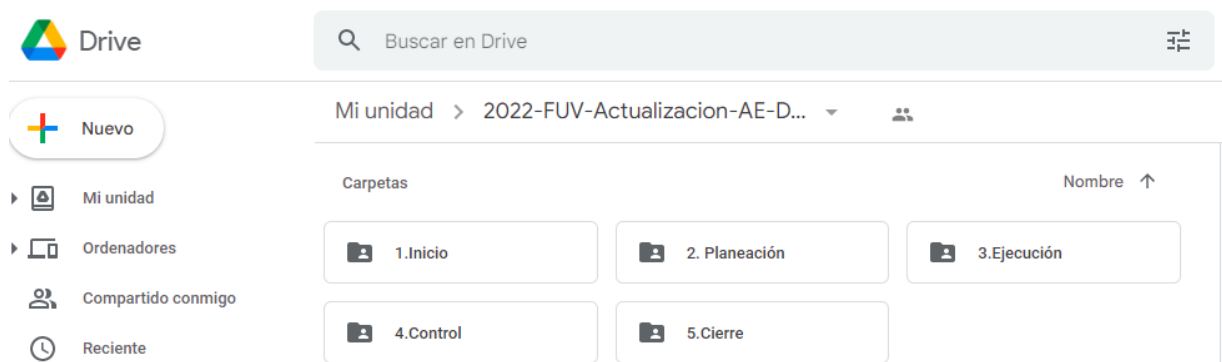 Drive
Buscar en Drive
Nuevo
Mi unidad > 2022-FUV-Actualizacion-AE-D...
Mi unidad
Ordenadores
Compartido conmigo
Reciente
Carpetas
Nombre
1.Inicio
2. Planeación
3.Ejecución
4.Control
5.Cierre